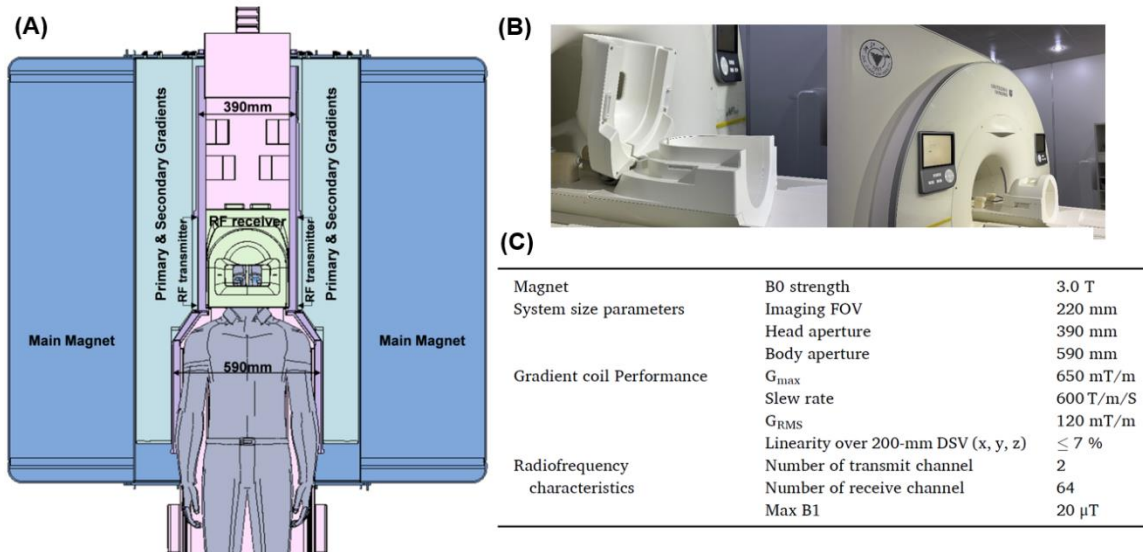 (A)
390mm
Primary & Secondary Gradients
Primary & Secondary Gradients
RF receiver
RF transmitter
RF transmitter
Main Magnet
Main Magnet
590mm
(B)
(C)
Magnet B0 strength 3.0 T
System size parameters Imaging FOV 220 mm
Head aperture 390 mm
Body aperture 590 mm
Gradient coil Performance Gmax 650 mT/m
Slew rate 600 T/m/S
GRMS 120 mT/m
Linearity over 200-mm DSV (x, y, z) ≤ 7 %
Radiofrequency Number of transmit channel 2
characteristics Number of receive channel 64
Max B1 20 μT